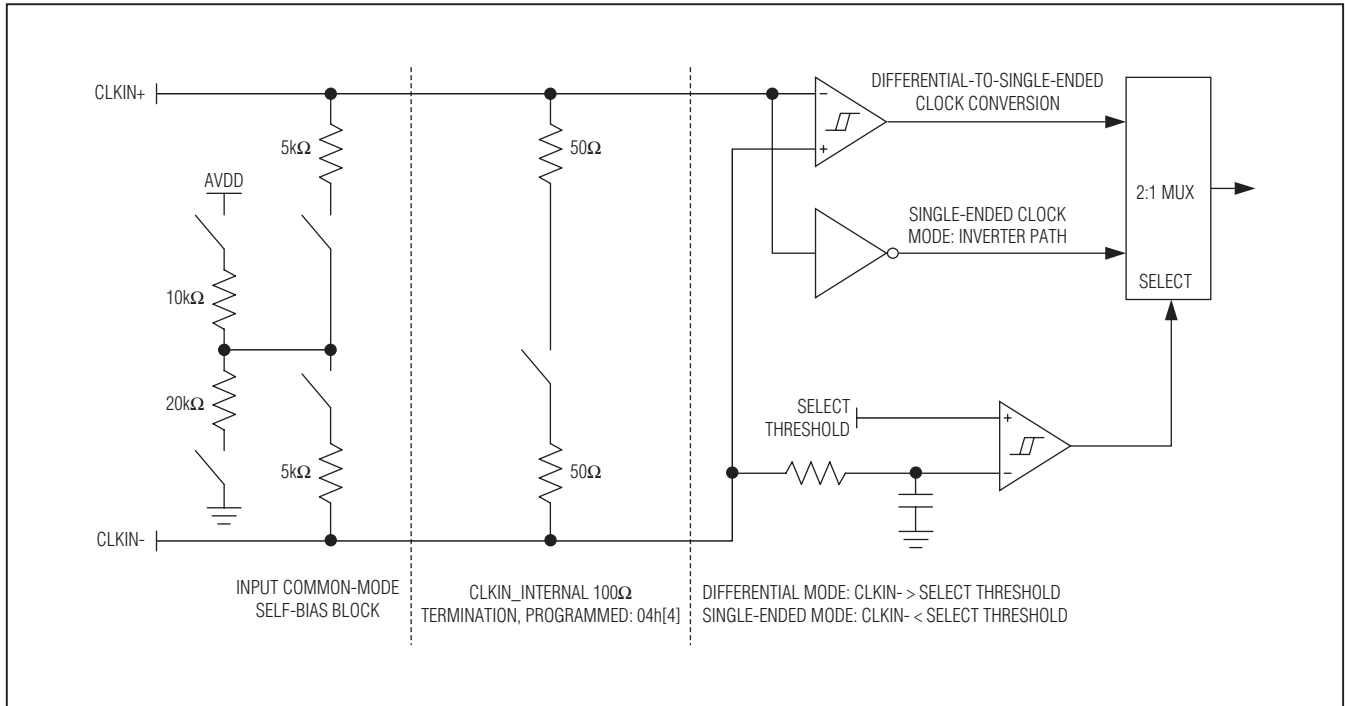 CLKIN+
5kΩ
AVDD
10kΩ
20kΩ
5kΩ
CLKIN-
INPUT COMMON-MODE
SELF-BIAS BLOCK
50Ω
50Ω
CLKIN_INTERNAL 100Ω
TERMINATION, PROGRAMMED: 04h[4]
−
+
DIFFERENTIAL-TO-SINGLE-ENDED
CLOCK CONVERSION
SINGLE-ENDED CLOCK
MODE: INVERTER PATH
2:1 MUX
SELECT
SELECT
THRESHOLD
+
−
DIFFERENTIAL MODE: CLKIN- > SELECT THRESHOLD
SINGLE-ENDED MODE: CLKIN- < SELECT THRESHOLD